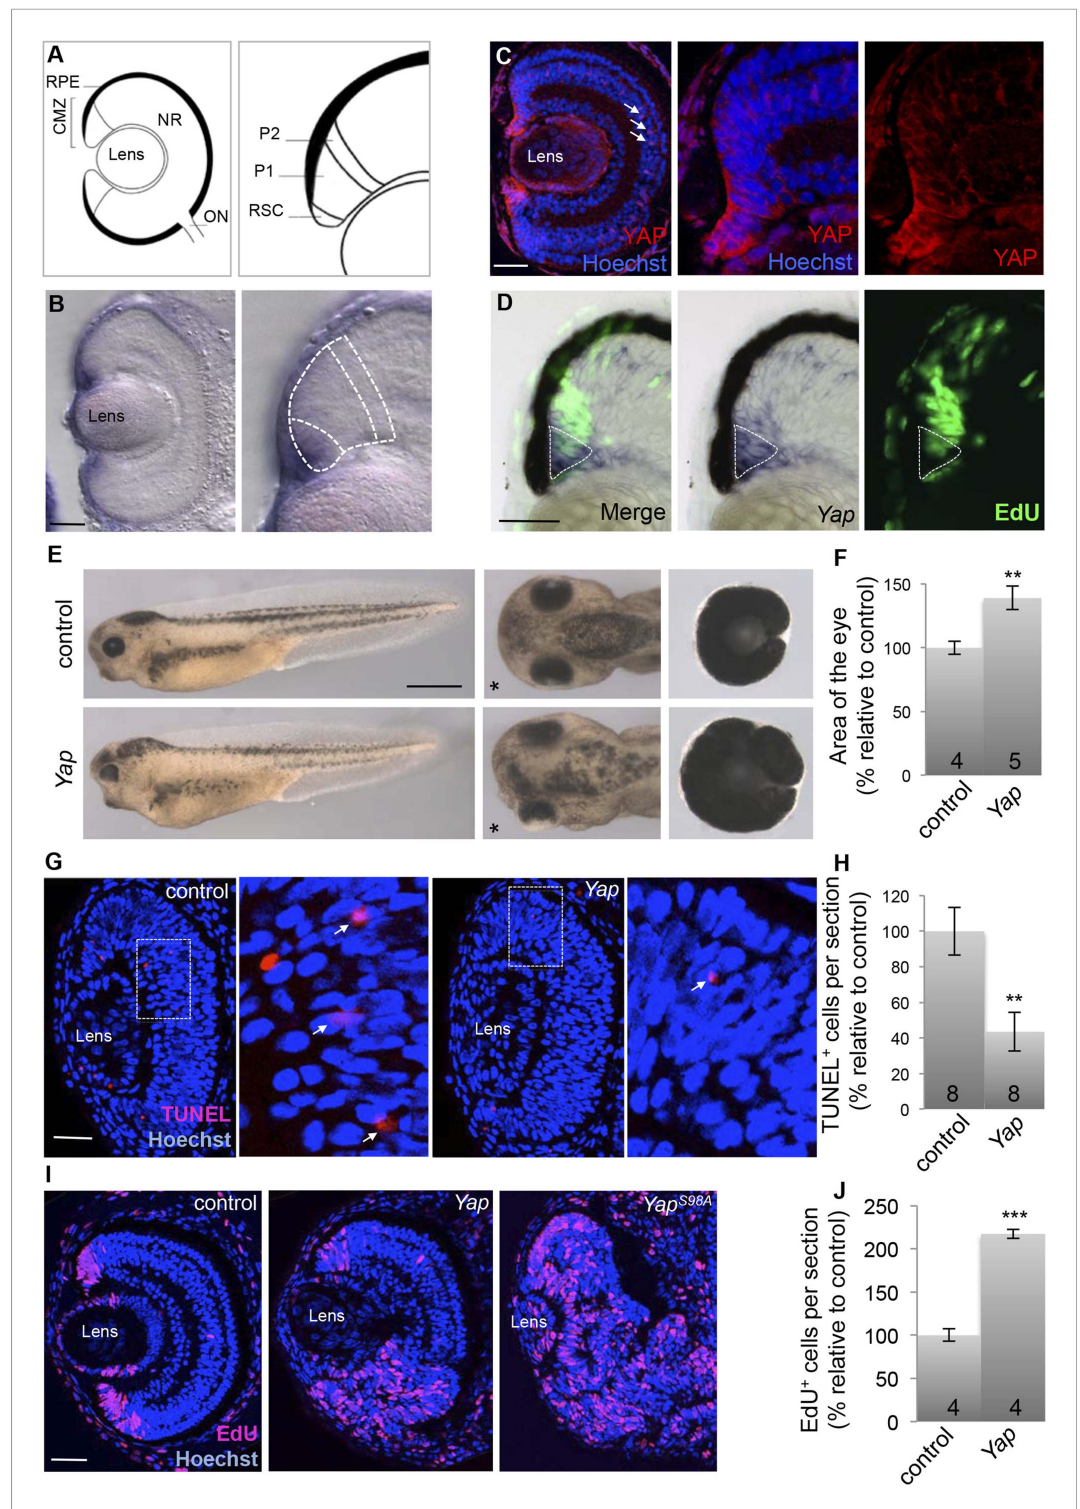 A
RPE
CMZ
NR
Lens
ON
P2
P1
RSC
B
Lens
C
Lens
YAP
Hoechst
YAP
Hoechst
YAP
D
Merge
Yap
EdU
E
control
Yap
*
*
F
Area of the eye
(% relative to control)
150
100
50
0
**
4
5
control
Yap
G
control
Lens
TUNEL
Hoechst
Yap
Lens
H
TUNEL+ cells per section
(% relative to control)
120
100
80
60
40
20
0
**
8
8
control
Yap
I
control
Lens
EdU
Hoechst
Yap
Lens
Yap^S98A
Lens
J
EdU+ cells per section
(% relative to control)
250
200
150
100
50
0
***
4
4
control
Yap